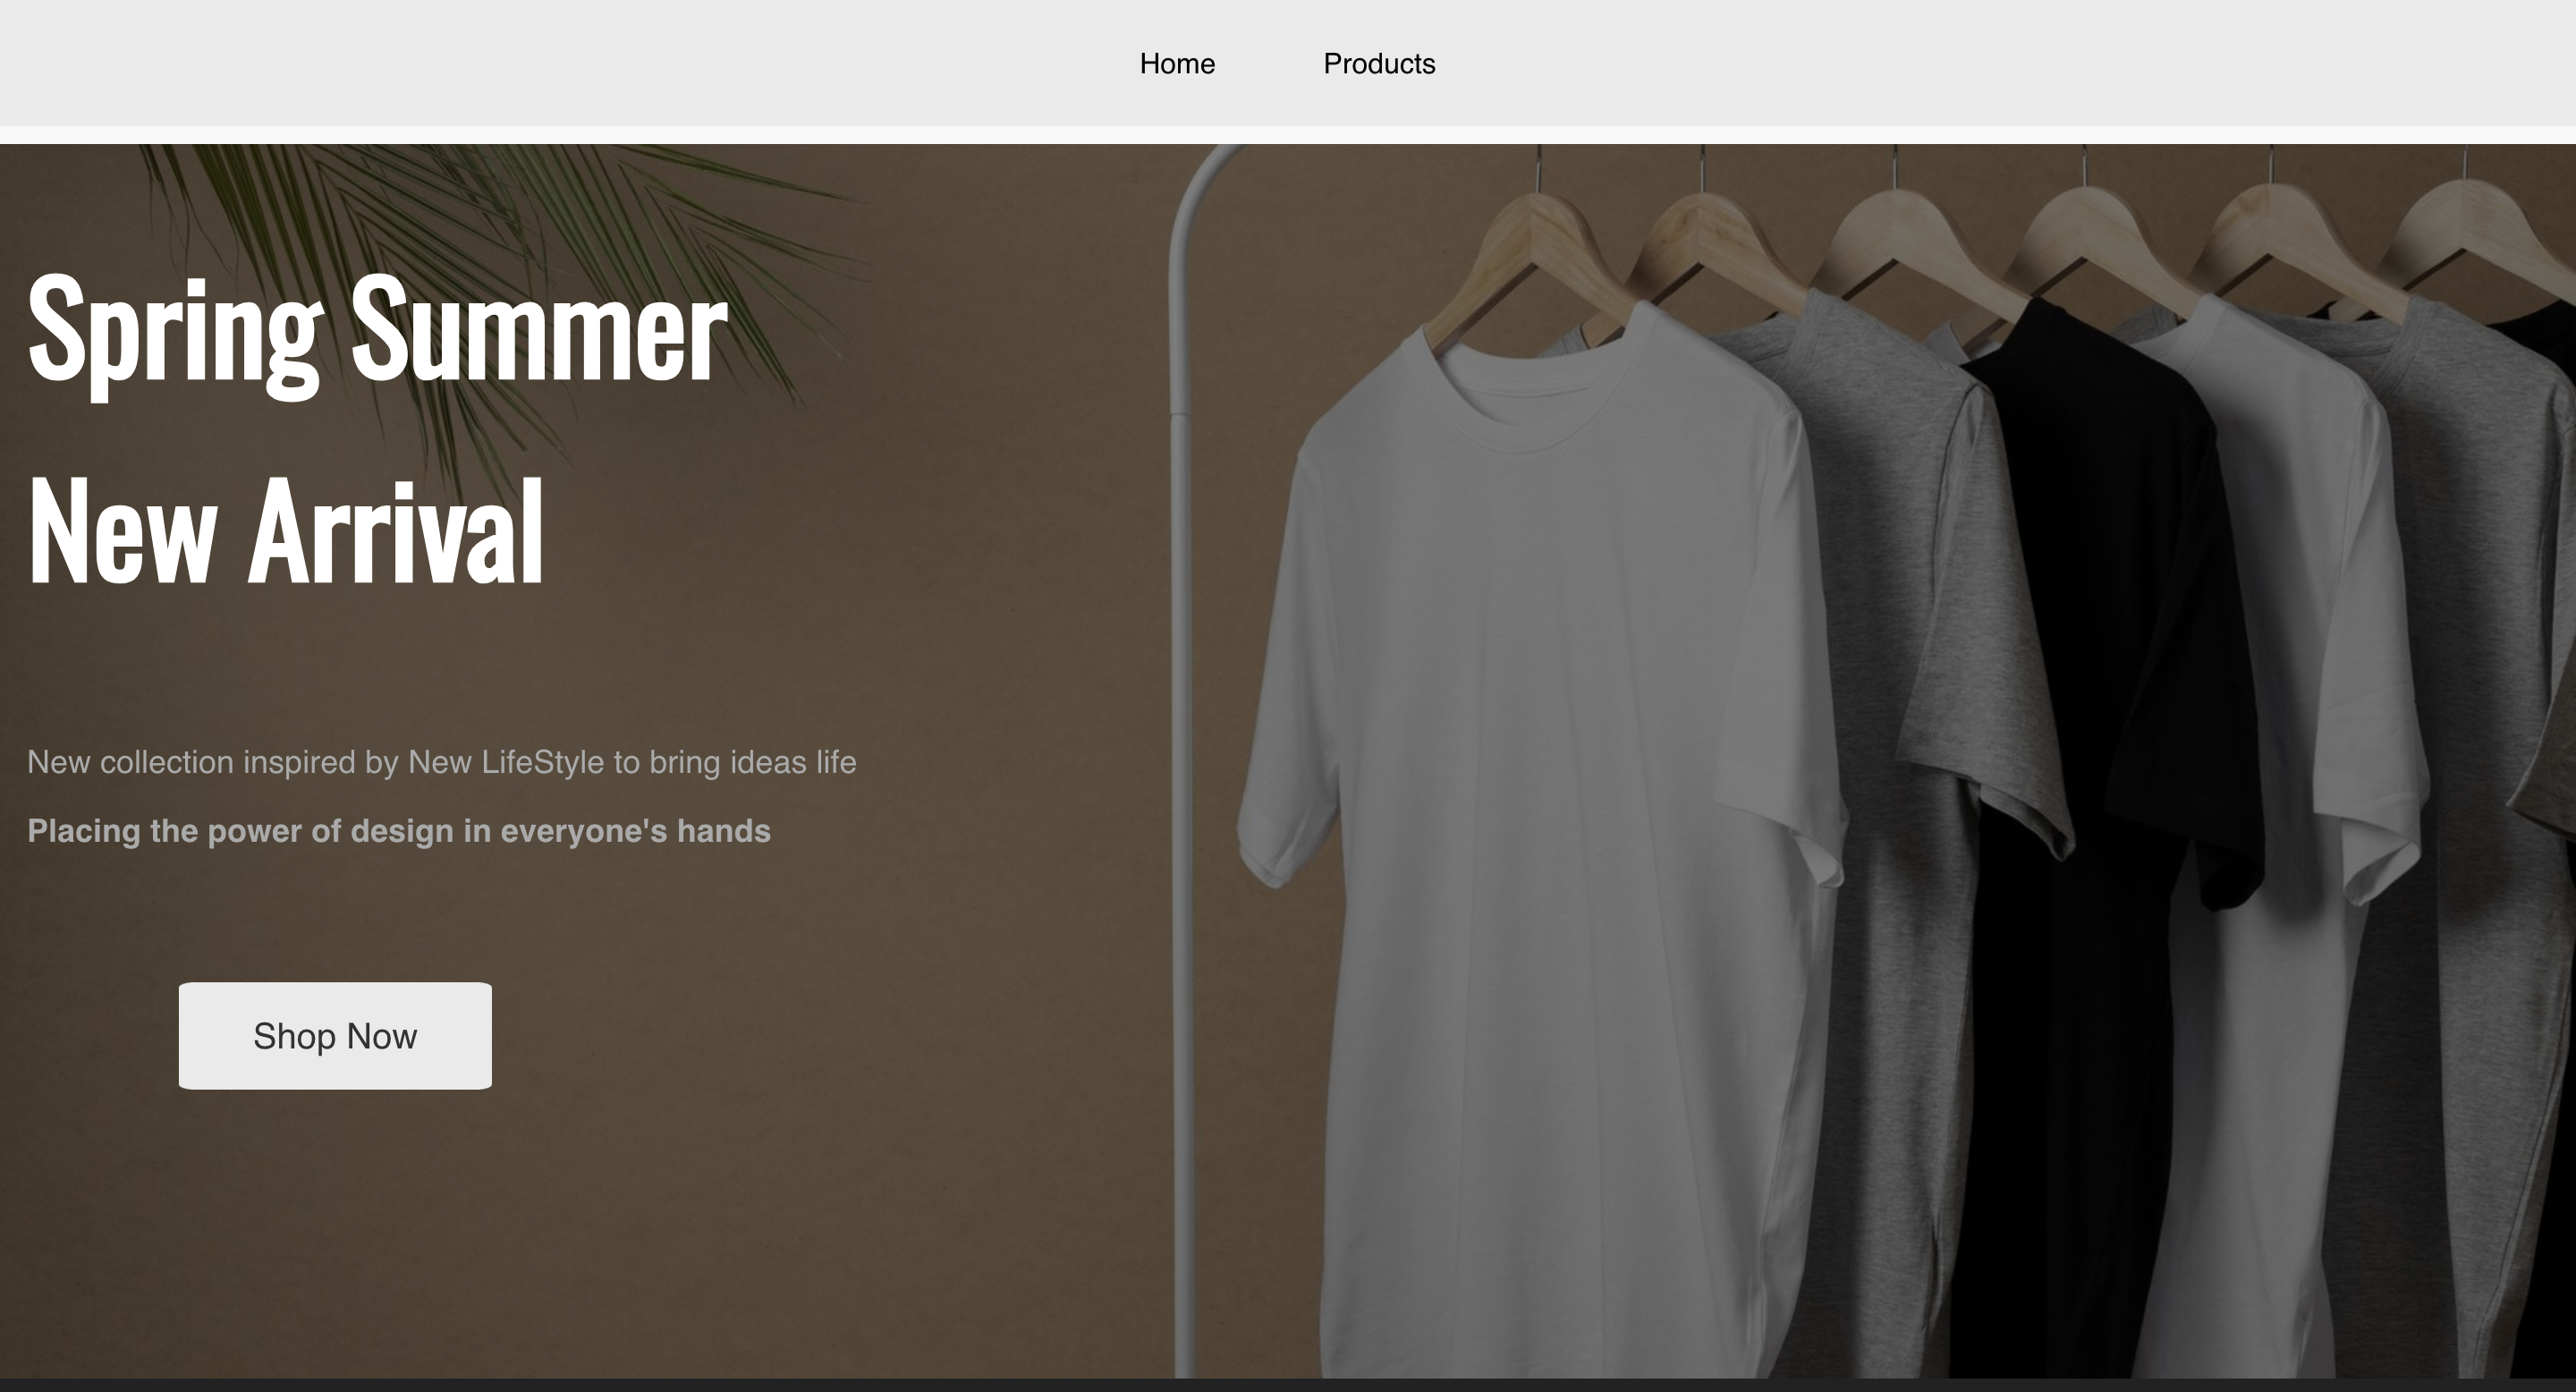 Home Products
Spring Summer
New Arrival
New collection inspired by New LifeStyle to bring ideas life
Placing the power of design in everyone's hands
Shop Now